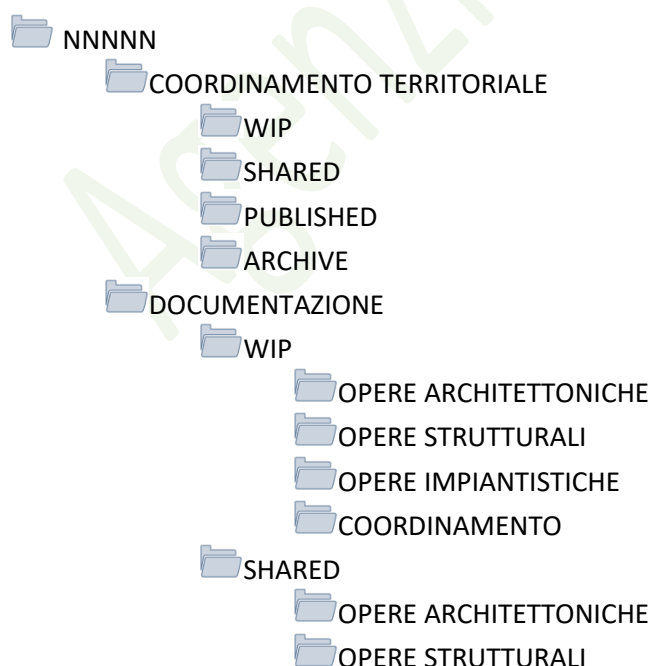 NNNNN
COORDINAMENTO TERRITORIALE
WIP
SHARED
PUBLISHED
ARCHIVE
DOCUMENTAZIONE
WIP
OPERE ARCHITETTONICHE
OPERE STRUTTURALI
OPERE IMPIANTISTICHE
COORDINAMENTO
SHARED
OPERE ARCHITETTONICHE
OPERE STRUTTURALI
Agenzi